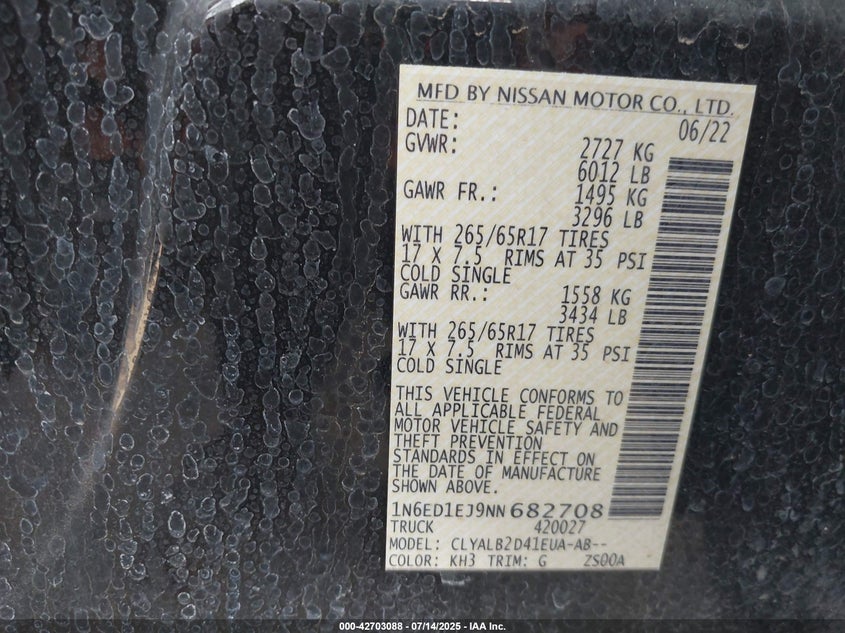 MFD BY NISSAN MOTOR CO., LTD.
DATE: 06/22
GVWR: 2727 KG
6012 LB
GAWR FR.: 1495 KG
3296 LB
WITH 265/65R17 TIRES
17 X 7.5 RIMS AT 35 PSI
COLD SINGLE
GAWR RR.: 1558 KG
3434 LB
WITH 265/65R17 TIRES
17 X 7.5 RIMS AT 35 PSI
COLD SINGLE
THIS VEHICLE CONFORMS TO
ALL APPLICABLE FEDERAL
MOTOR VEHICLE SAFETY AND
THEFT PREVENTION
STANDARDS IN EFFECT ON
THE DATE OF MANUFACTURE
SHOWN ABOVE.
1N6ED1EJ9NN682708
TRUCK 420027
MODEL: CLYALB2D41EUA-AB--
COLOR: KH3 TRIM: G ZS00A
000-42703088 - 07/14/2025 - IAA Inc.